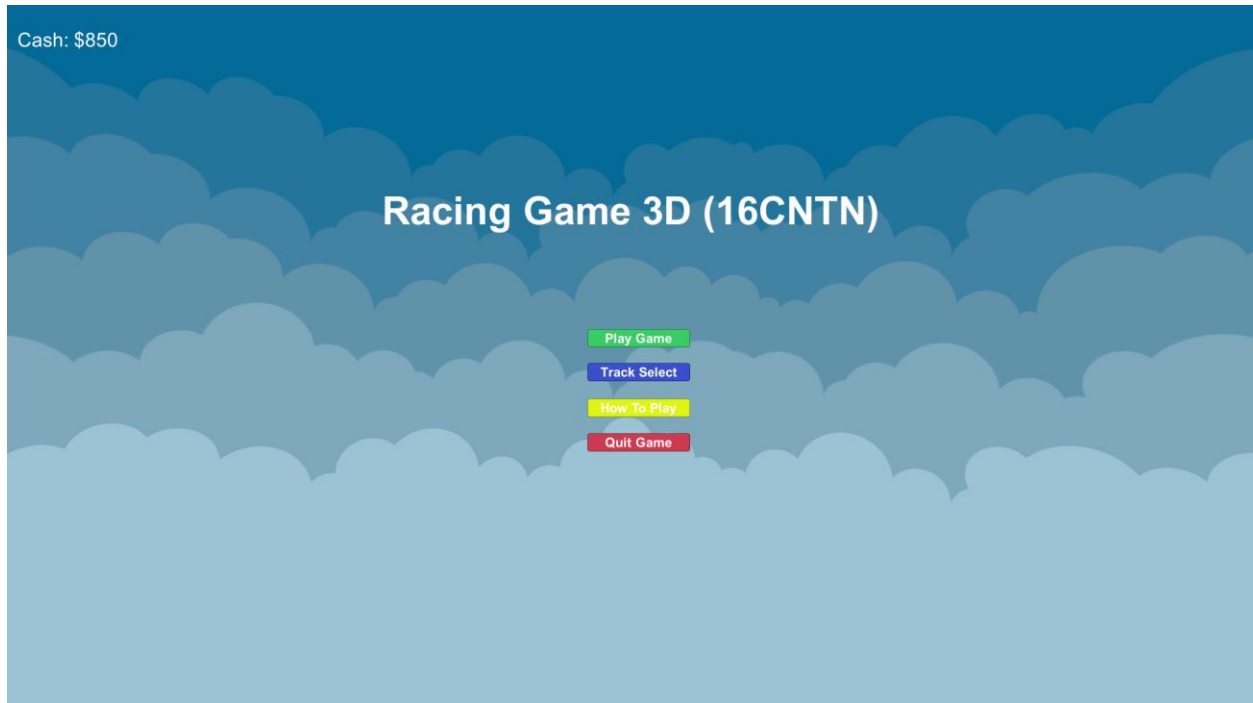 Cash: $850
Racing Game 3D (16CNTN)
Play Game
Track Select
How To Play
Quit Game